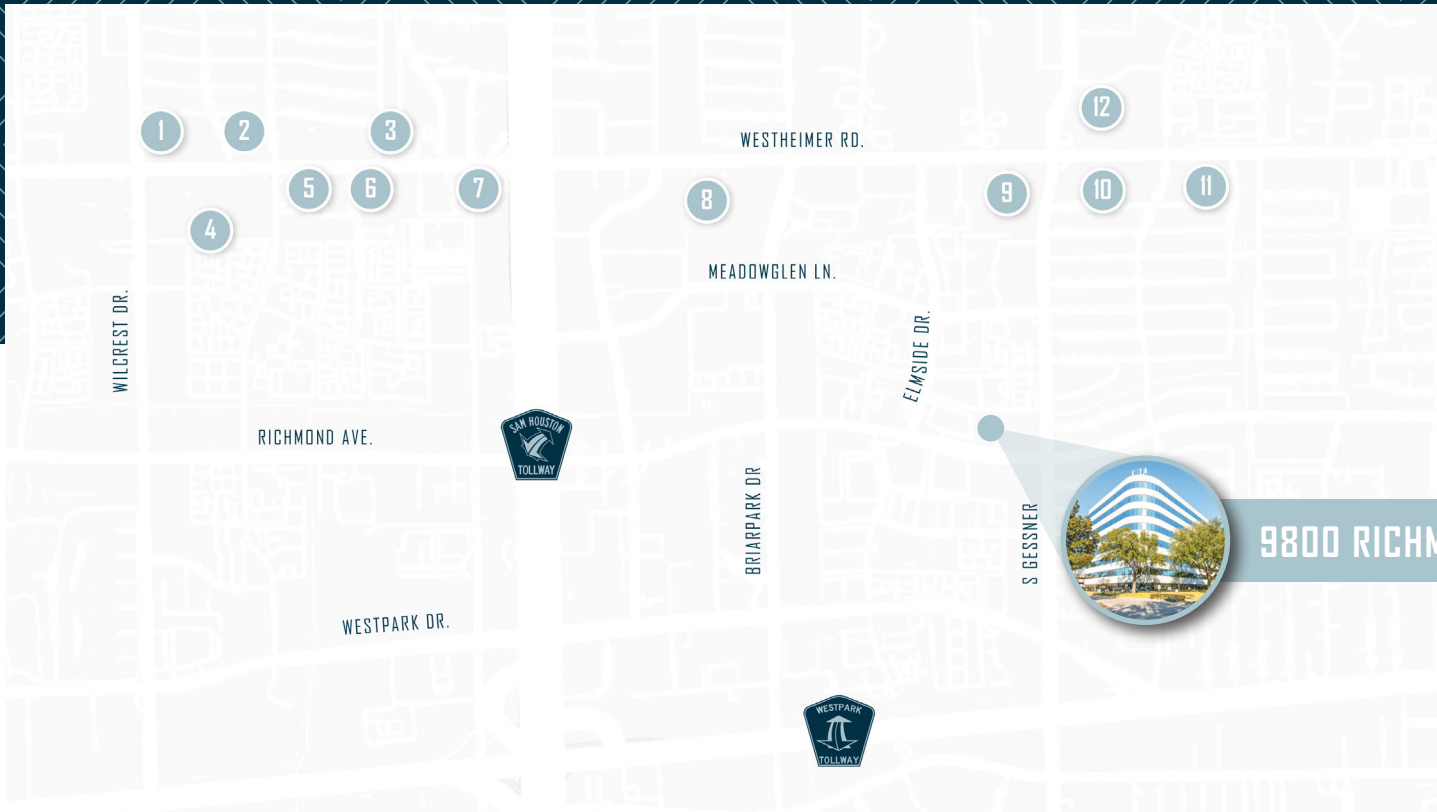 12
1
2
3
WESTHEIMER RD.
5
6
7
8
9
10
11
4
MEADOWGLEN LN.
WILCREST DR.
ELMSIDE DR.
RICHMOND AVE.
SAM HOUSTON
TOLLWAY
BRIARPARK DR
S GESSNER
9800 RICHM
WESTPARK DR.
WESTPARK
TOLLWAY